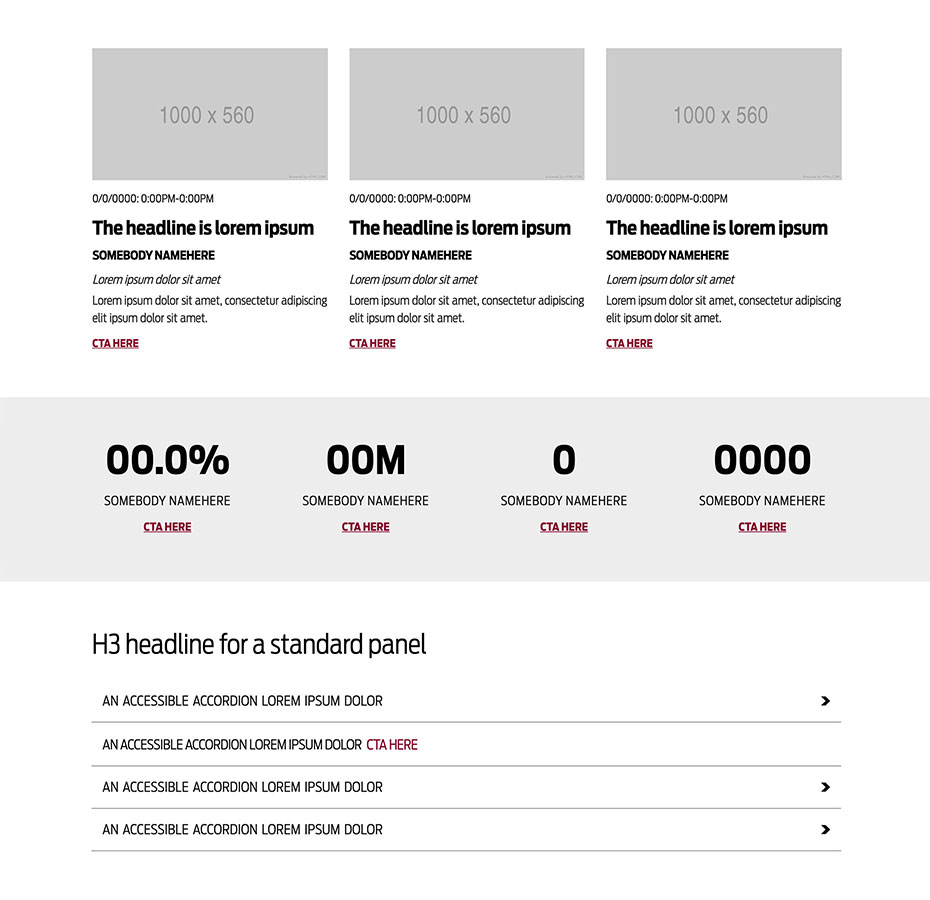 1000 x 560
1000 x 560
1000 x 560
0/0/0000: 0:00PM-0:00PM
The headline is lorem ipsum
SOMEBODY NAMEHERE
Lorem ipsum dolor sit amet
Lorem ipsum dolor sit amet, consectetur adipiscing
elit ipsum dolor sit amet.
CTA HERE
0/0/0000: 0:00PM-0:00PM
The headline is lorem ipsum
SOMEBODY NAMEHERE
Lorem ipsum dolor sit amet
Lorem ipsum dolor sit amet, consectetur adipiscing
elit ipsum dolor sit amet.
CTA HERE
0/0/0000: 0:00PM-0:00PM
The headline is lorem ipsum
SOMEBODY NAMEHERE
Lorem ipsum dolor sit amet
Lorem ipsum dolor sit amet, consectetur adipiscing
elit ipsum dolor sit amet.
CTA HERE
00.0%
SOMEBODY NAMEHERE
CTA HERE
00M
SOMEBODY NAMEHERE
CTA HERE
0
SOMEBODY NAMEHERE
CTA HERE
0000
SOMEBODY NAMEHERE
CTA HERE
H3 headline for a standard panel
AN ACCESSIBLE ACCORDION LOREM IPSUM DOLOR
AN ACCESSIBLE ACCORDION LOREM IPSUM DOLOR CTA HERE
AN ACCESSIBLE ACCORDION LOREM IPSUM DOLOR
AN ACCESSIBLE ACCORDION LOREM IPSUM DOLOR